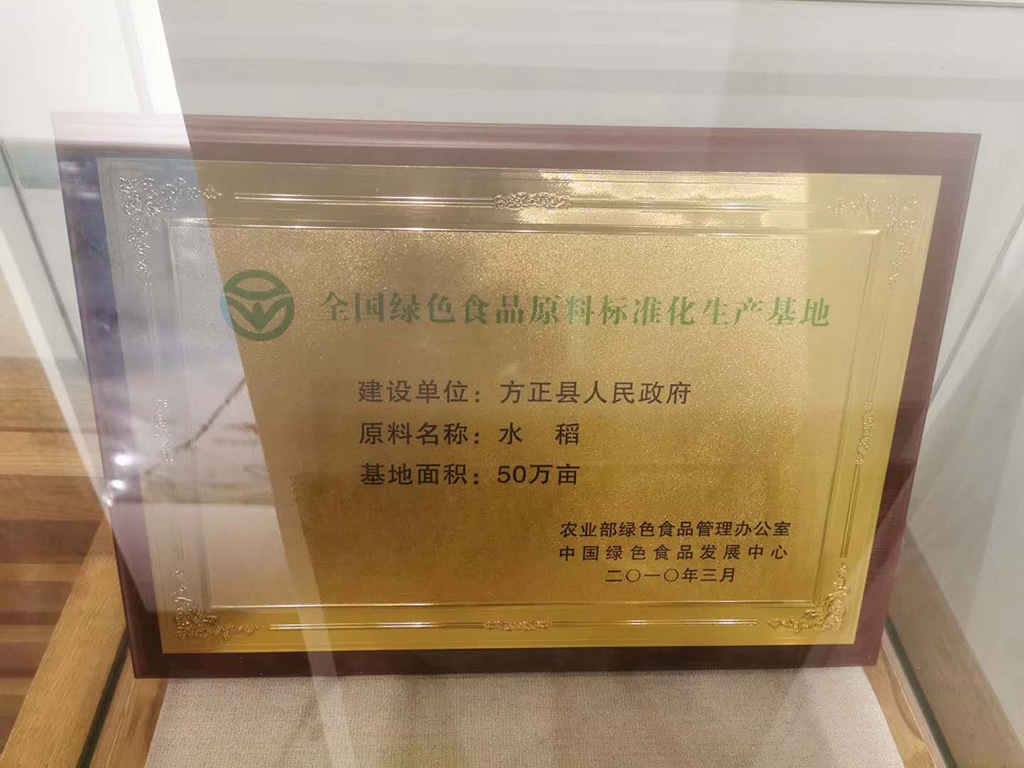 全国绿色食品原料标准化生产基地
建设单位：方正县人民政府
原料名称：水　稻
基地面积：50万亩
农业部绿色食品管理办公室
中国绿色食品发展中心
二〇一〇年三月